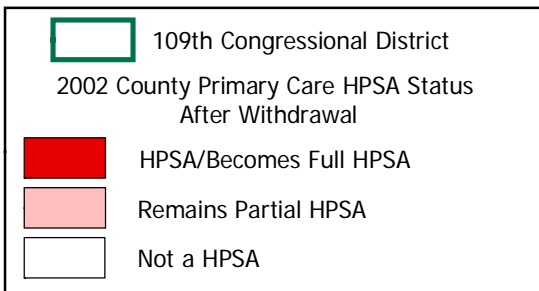 109th Congressional District
2002 County Primary Care HPSA Status
After Withdrawal
HPSA/Becomes Full HPSA
Remains Partial HPSA
Not a HPSA